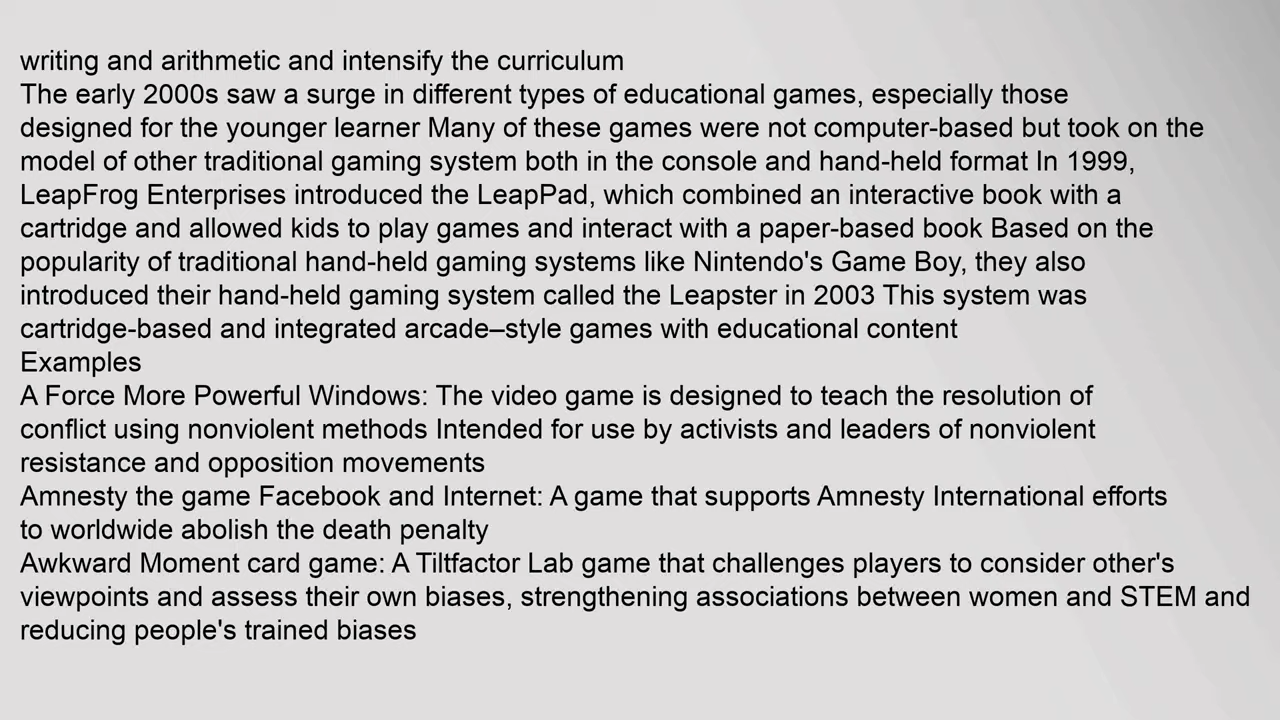 writing and arithmetic and intensify the curriculum
The early 2000s saw a surge in different types of educational games, especially those
designed for the younger learner Many of these games were not computer-based but took on the
model of other traditional gaming system both in the console and hand-held format In 1999,
LeapFrog Enterprises introduced the LeapPad, which combined an interactive book with a
cartridge and allowed kids to play games and interact with a paper-based book Based on the
popularity of traditional hand-held gaming systems like Nintendo's Game Boy, they also
introduced their hand-held gaming system called the Leapster in 2003 This system was
cartridge-based and integrated arcade–style games with educational content
Examples
A Force More Powerful Windows: The video game is designed to teach the resolution of
conflict using nonviolent methods Intended for use by activists and leaders of nonviolent
resistance and opposition movements
Amnesty the game Facebook and Internet: A game that supports Amnesty International efforts
to worldwide abolish the death penalty
Awkward Moment card game: A Tiltfactor Lab game that challenges players to consider other's
viewpoints and assess their own biases, strengthening associations between women and STEM and
reducing people's trained biases